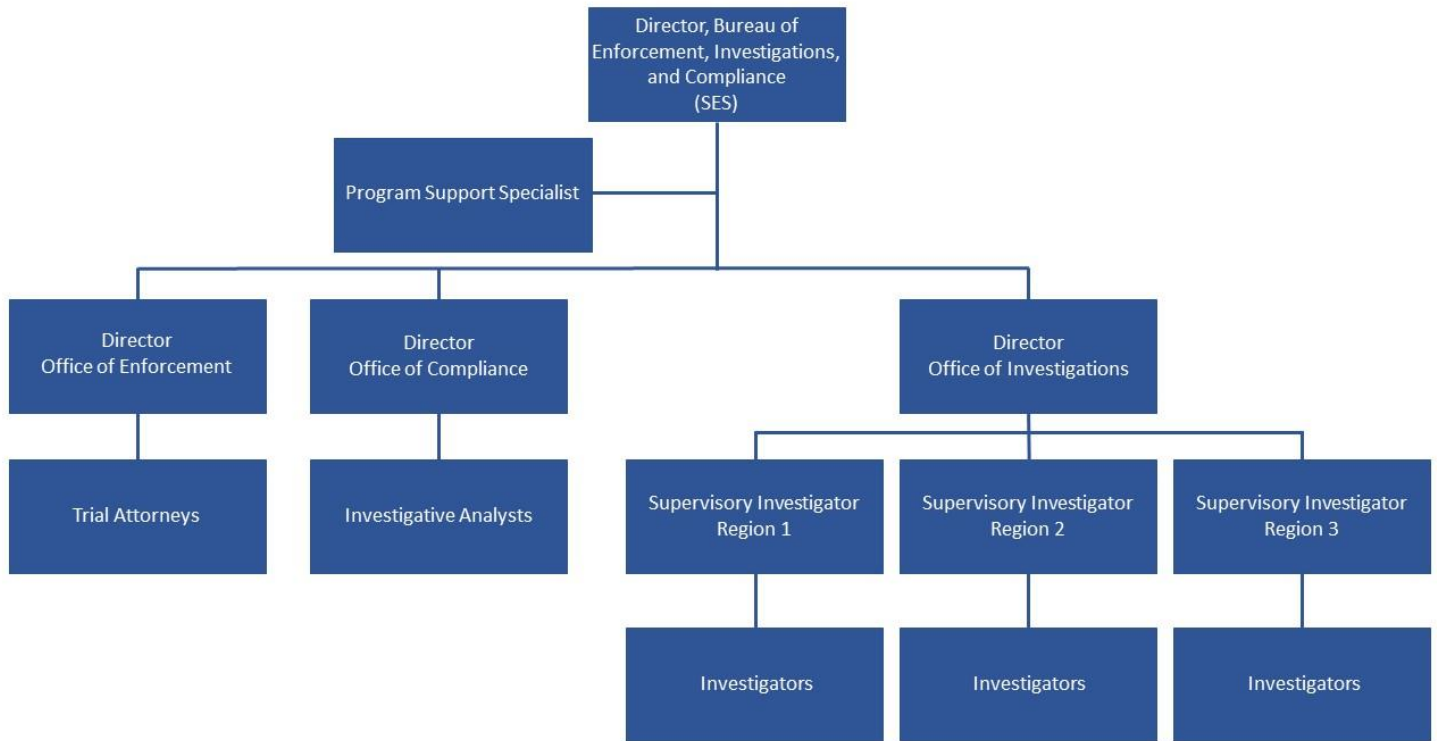 Director, Bureau of
Enforcement, Investigations,
and Compliance
(SES)
Program Support Specialist
Director
Office of Enforcement
Director
Office of Compliance
Director
Office of Investigations
Trial Attorneys
Investigative Analysts
Supervisory Investigator
Region 1
Supervisory Investigator
Region 2
Supervisory Investigator
Region 3
Investigators
Investigators
Investigators